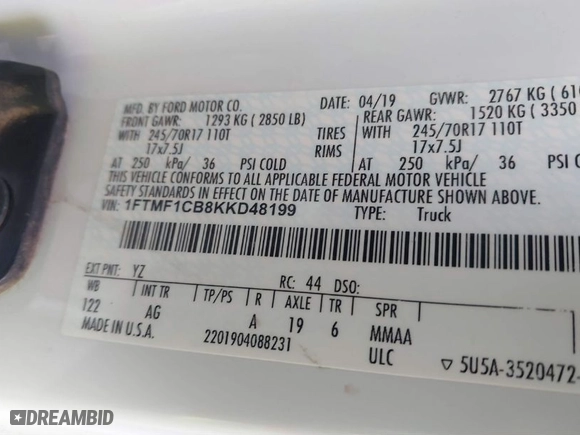 MFD. BY FORD MOTOR CO.
04/19 GVWR: 2767 KG
FRONT GAWR: 1293 KG ( 2850 LB)
REAR GAWR: 1520 KG ( 3350
WITH 245/70R17 110T TIRES WITH 245/70R17 110T
17x7.5J RIMS 17x7.5J
AT 250 kPa/ 36 PSI COLD AT 250 kPa/ 36 PSI CO
THIS VEHICLE CONFORMS TO ALL APPLICABLE FEDERAL MOTOR VEHICLE
SAFETY STANDARDS IN EFFECT ON THE DATE OF MANUFACTURE SHOWN ABOVE.
VIN: 1FTMF1CB8KKD48199 TYPE: Truck
EXT PNT: YZ RC: 44 DSO:
WB INT TR TP/PS R AXLE TR SPR
122 AG A 19 6 MMAA
MADE IN U.S.A. 2201904088231 ULC
▽ 5U5A-3520472-
DREAMBID